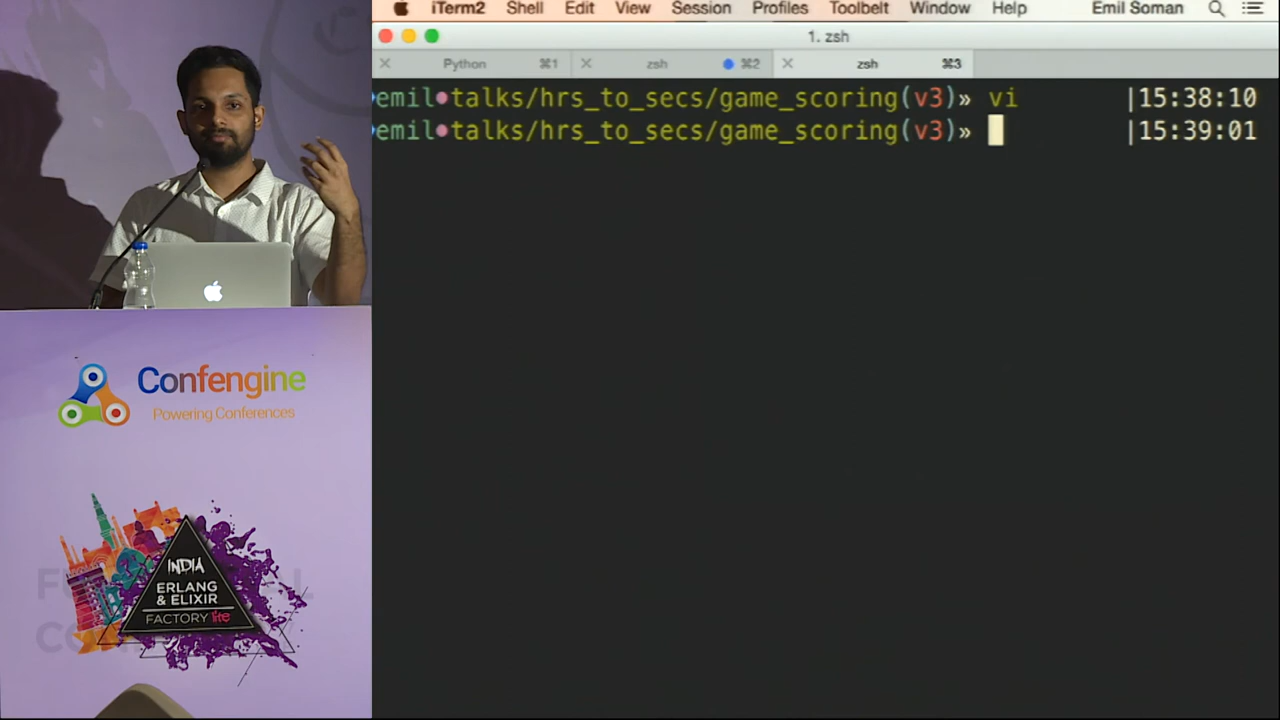 iTerm2 Shell Edit View Session Profiles Toolbelt Window Help Emil Soman
1. zsh
Python ⌘1 zsh ⌘2 zsh ⌘3
emil●talks/hrs_to_secs/game_scoring(v3)» vi |15:38:10
emil●talks/hrs_to_secs/game_scoring(v3)» |15:39:01
Confengine
Powering Conferences
INDIA
ERLANG
& ELIXIR
FACTORY lite